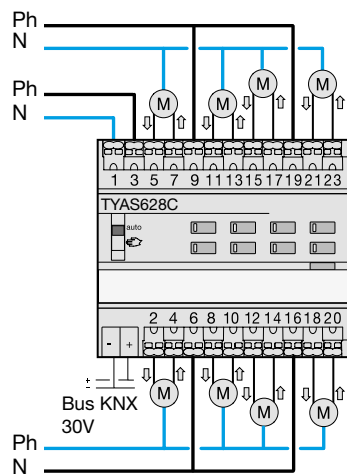 Ph
N
M M M M
Ph
N
1 3 5 7 9 11 13 15 17 19 21 23
TYAS628C
auto
2 4 6 8 10 12 14 16 18 20
- +
Bus KNX
30V
M M M M
Ph
N